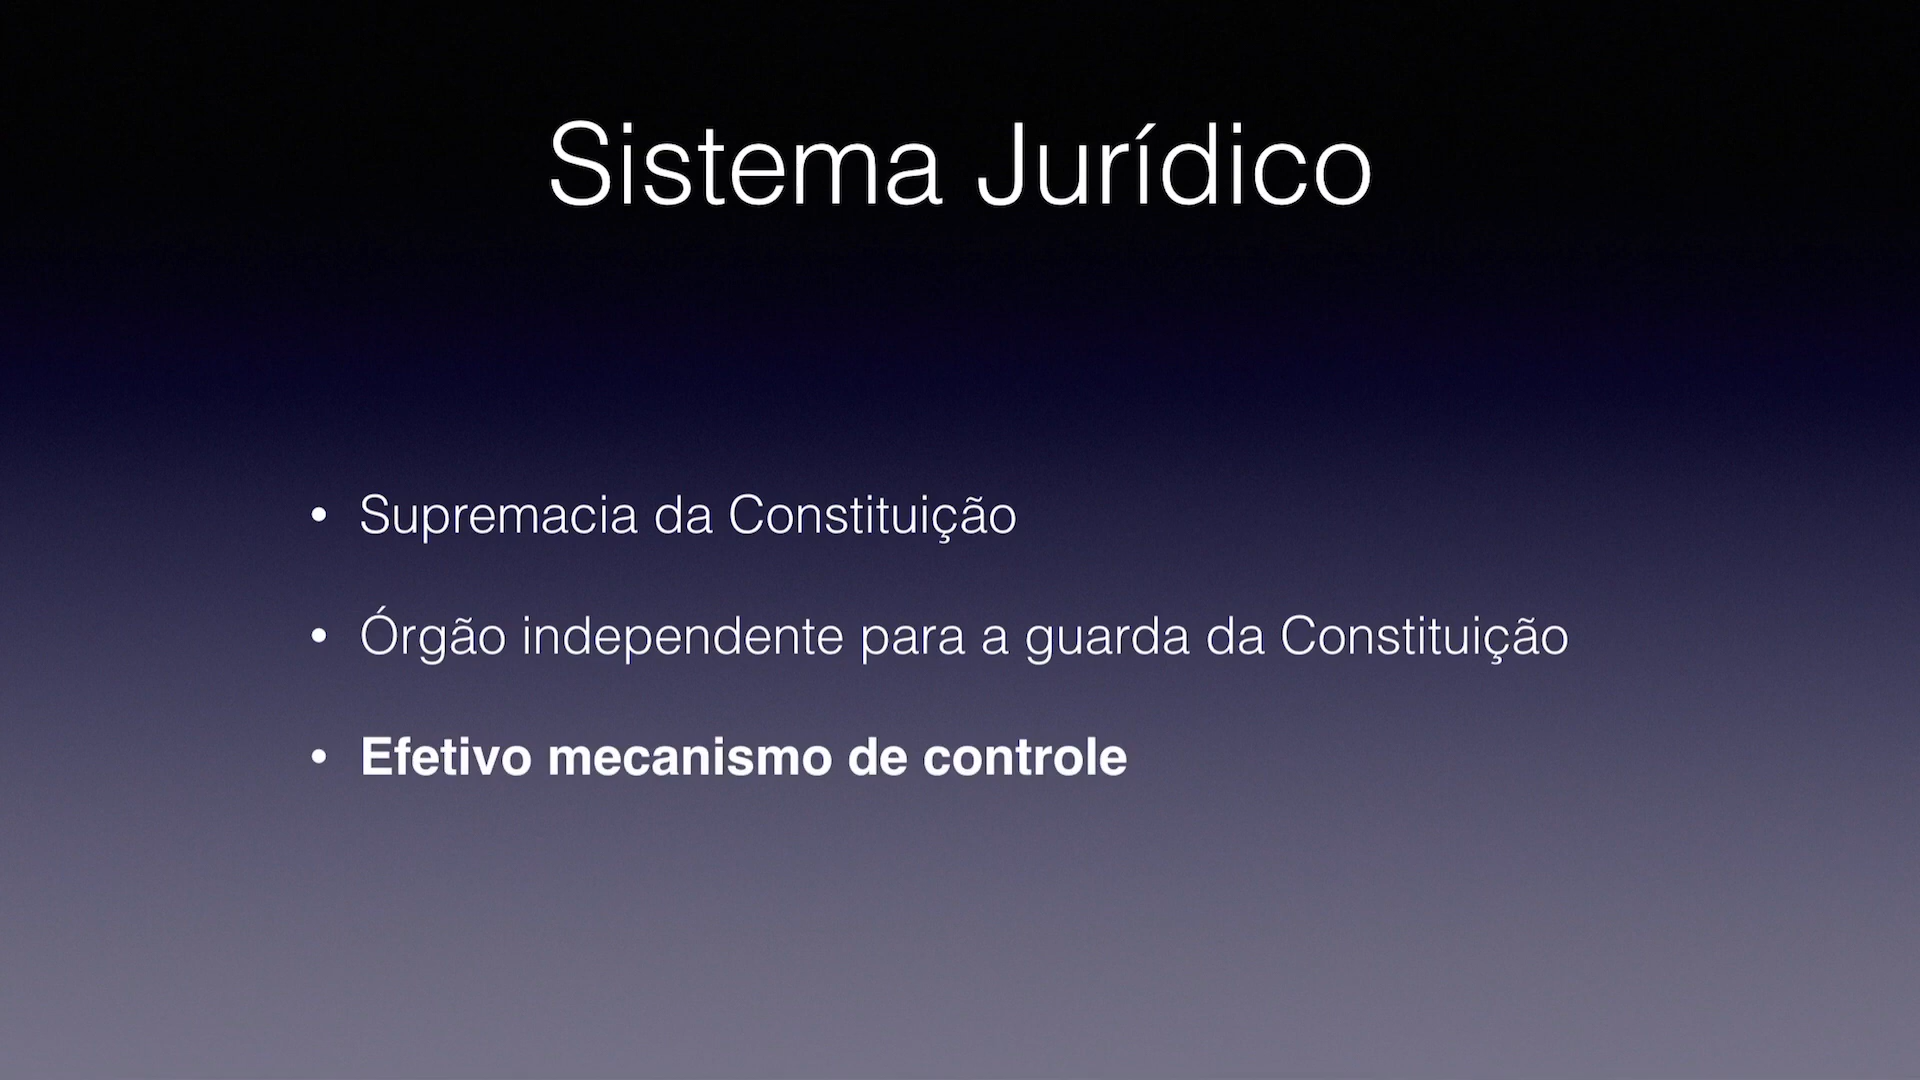 Sistema Jurídico
• Supremacia da Constituição
• Órgão independente para a guarda da Constituição
• Efetivo mecanismo de controle